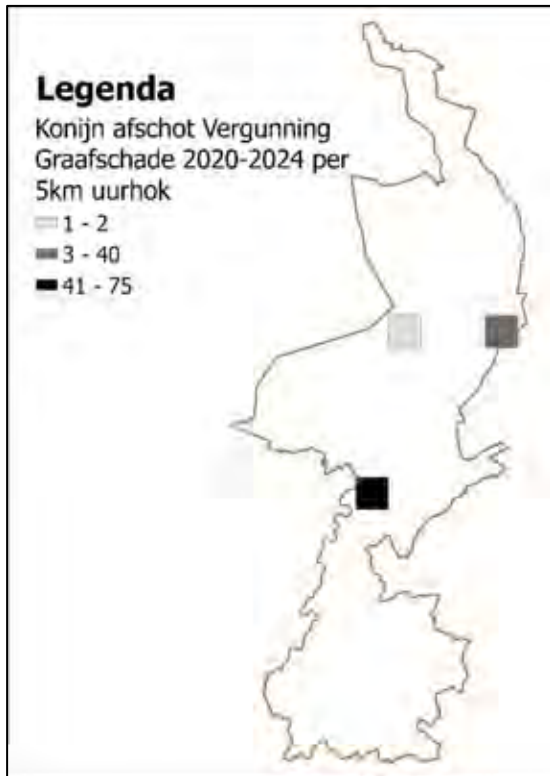 Legenda
Konijn afschot Vergunning
Graafschade 2020-2024 per
5km uurhok
1 - 2
3 - 40
41 - 75